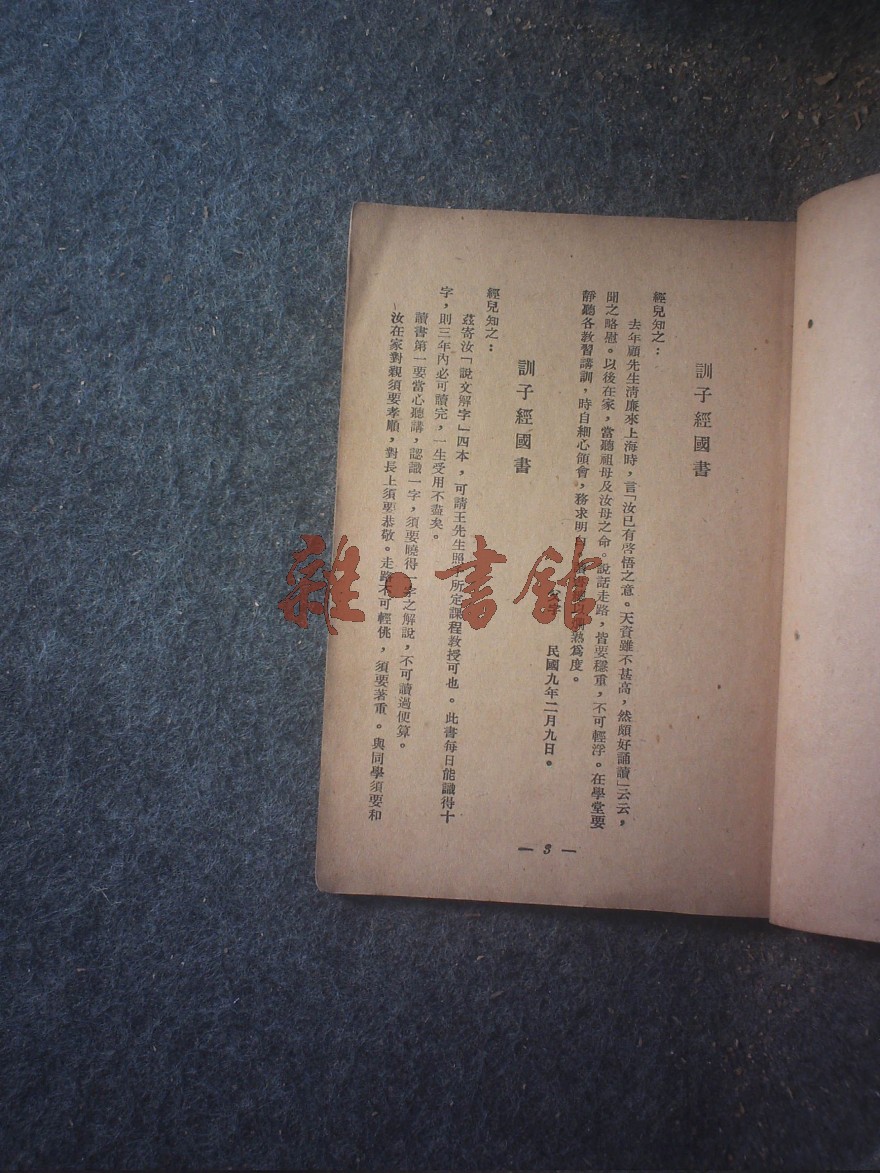 訓子經國書
經兒知之：
去年顧先生清廉來上海時，言「汝已有啓悟之意。天資雖不甚高，然頗好誦讀」云云，
聞之略慰。以後在家，當聽祖母及汝母之命。說話走路，皆要穩重，不可輕浮。在學堂要
靜聽各教習講訓，時自細心領會，務求明白，熟爲度。
父字 民國九年二月九日。
訓子經國書
經兒知之：
茲寄汝「說文解字」四本，可請王先生照予所定課程教授可也。此書每日能識得十
字，則三年內必可讀完，一生受用不盡矣。
讀書第一要當心聽講，認識一字，須要曉得一字之解說，不可讀過便算。
汝在家對親須要孝順，對長上須要恭敬。走路不可輕佻，須要著重。與同學須要和
— 3 —
雜·書館